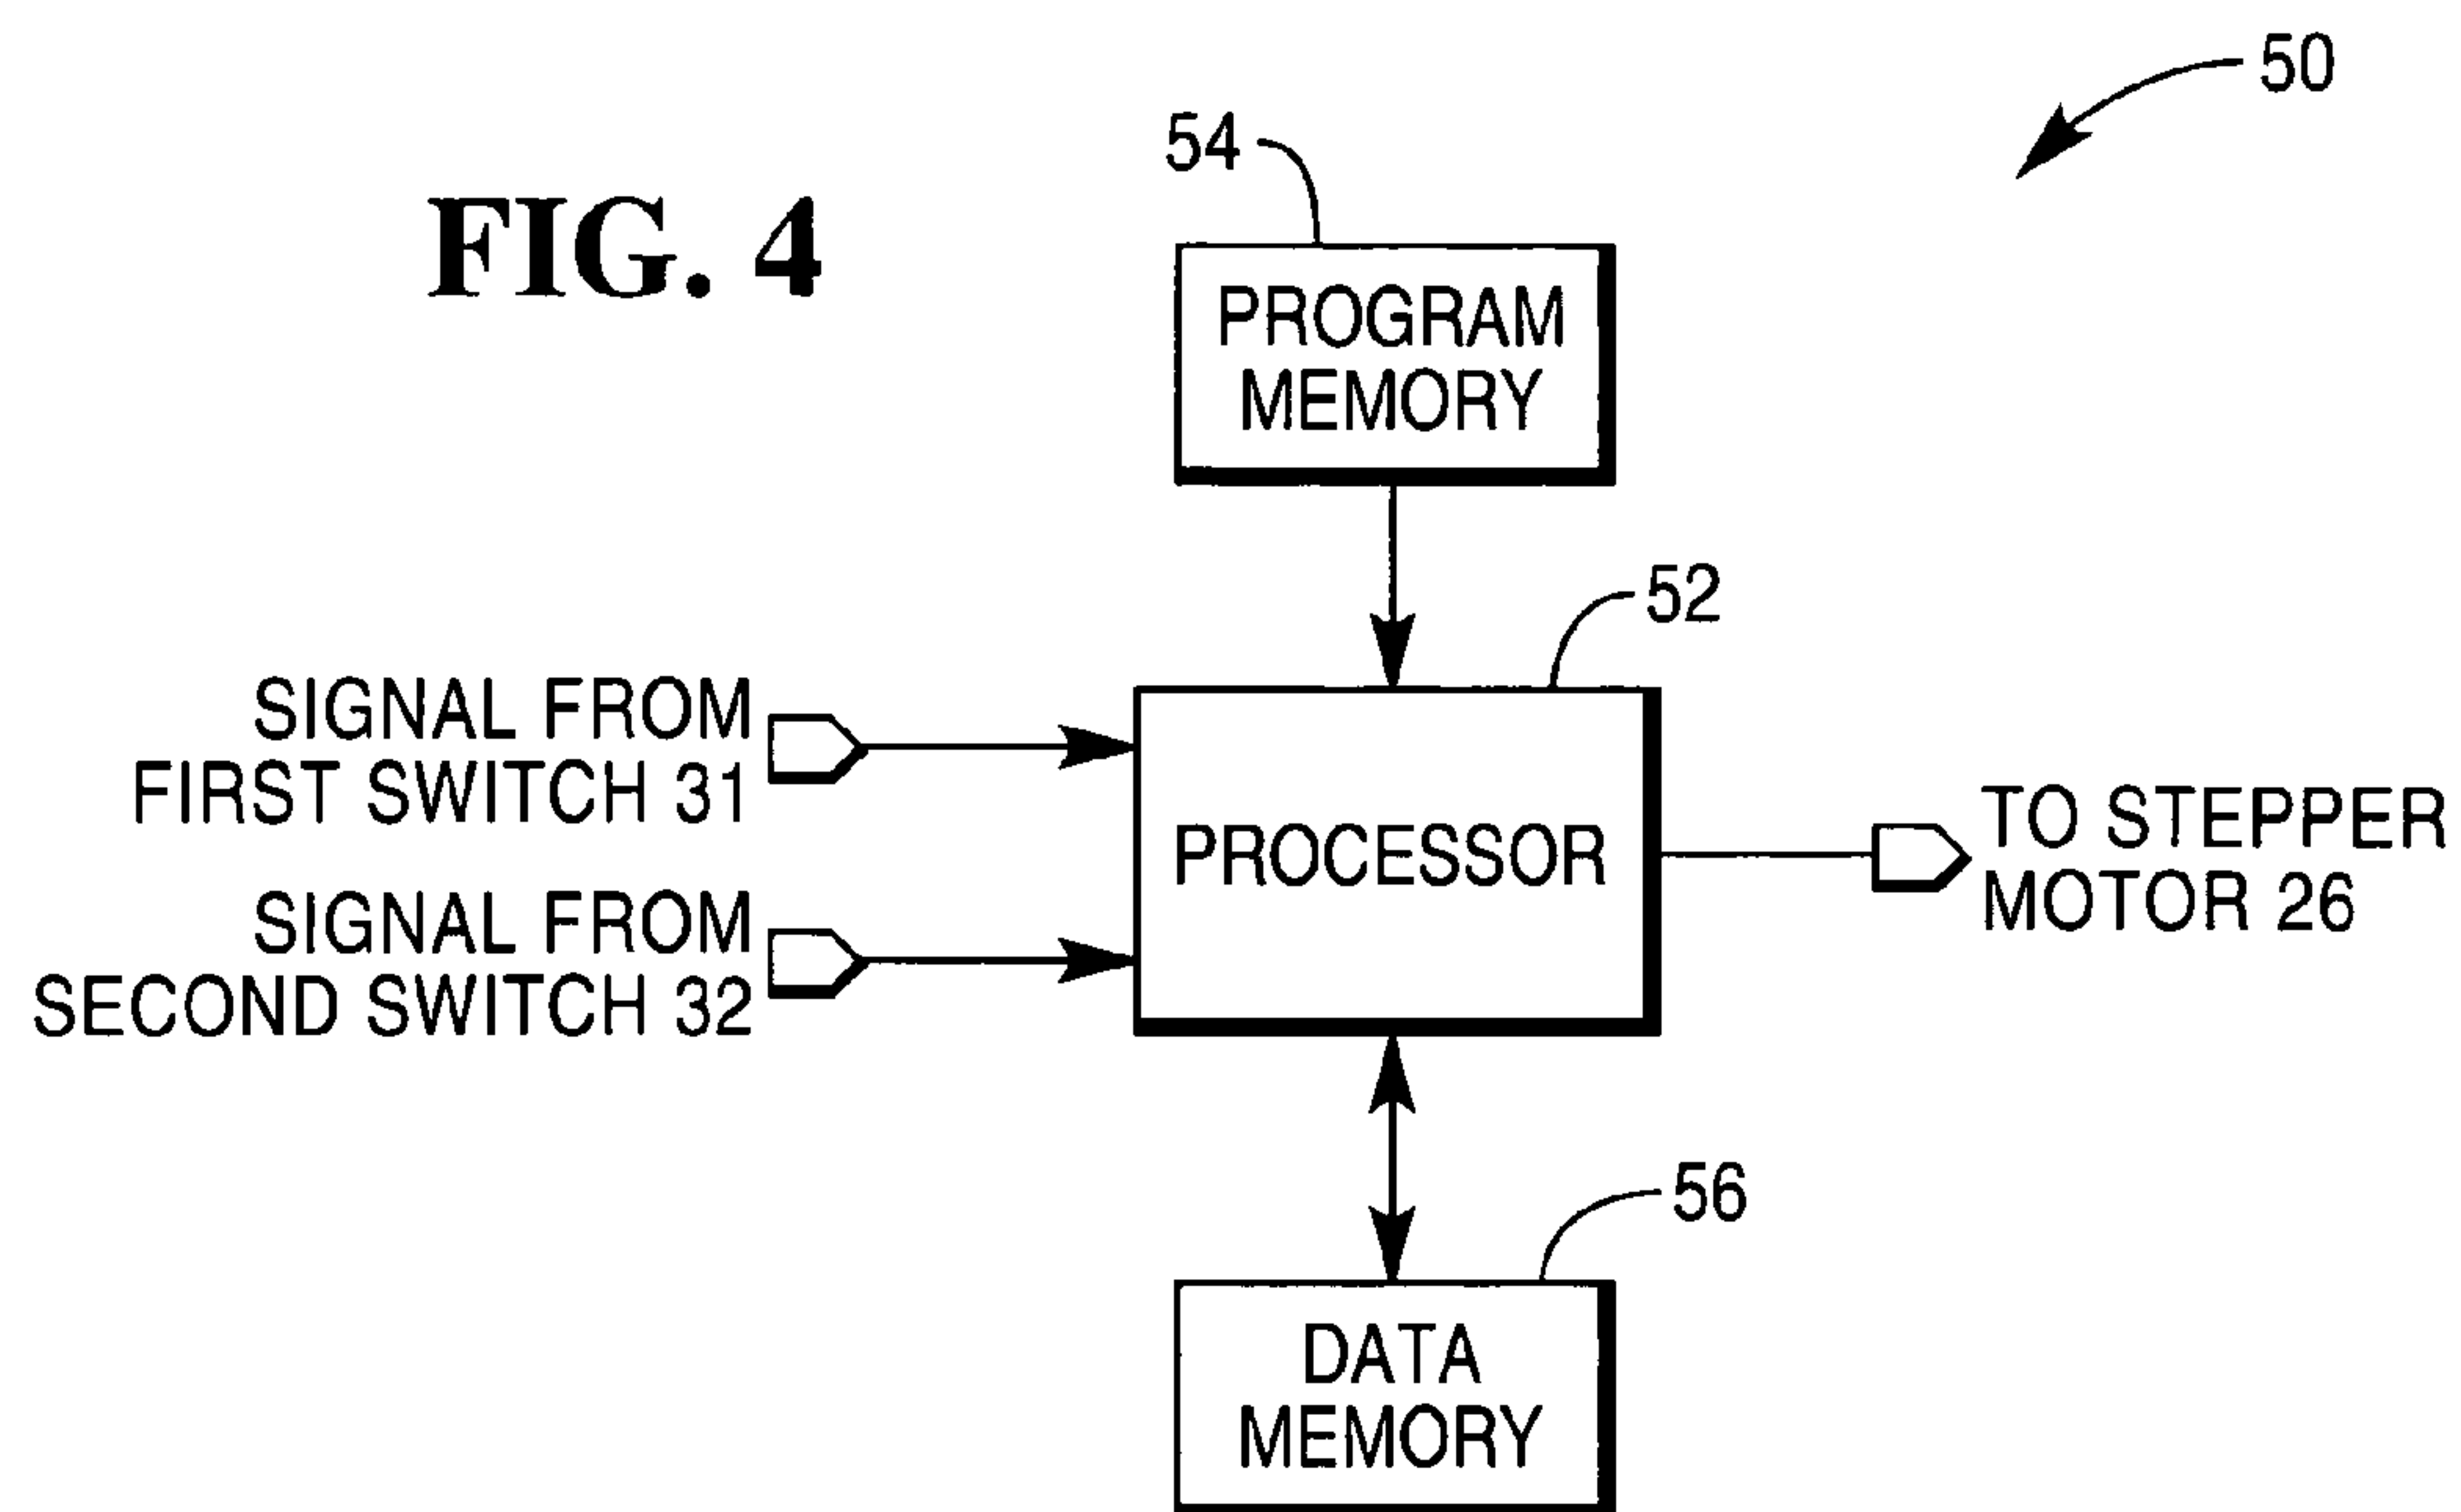 50
54
FIG. 4
PROGRAM
MEMORY
52
SIGNAL FROM
FIRST SWITCH 31
PROCESSOR
TO STEPPER
MOTOR 26
SIGNAL FROM
SECOND SWITCH 32
56
DATA
MEMORY